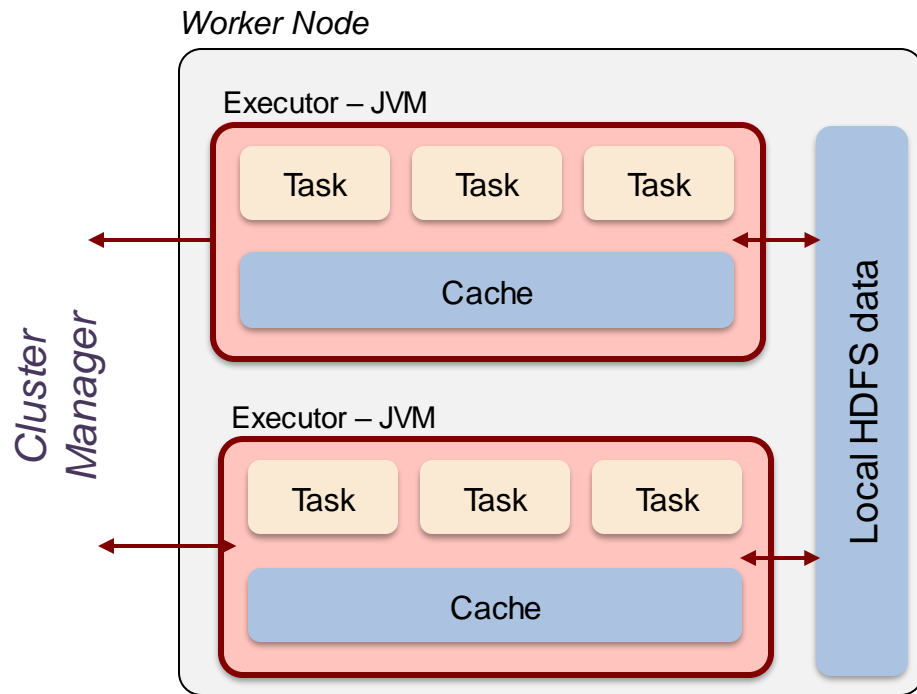 Worker Node
Executor – JVM
Task
Task
Task
Cache
Executor – JVM
Task
Task
Task
Cache
Cluster
Manager
Local HDFS data